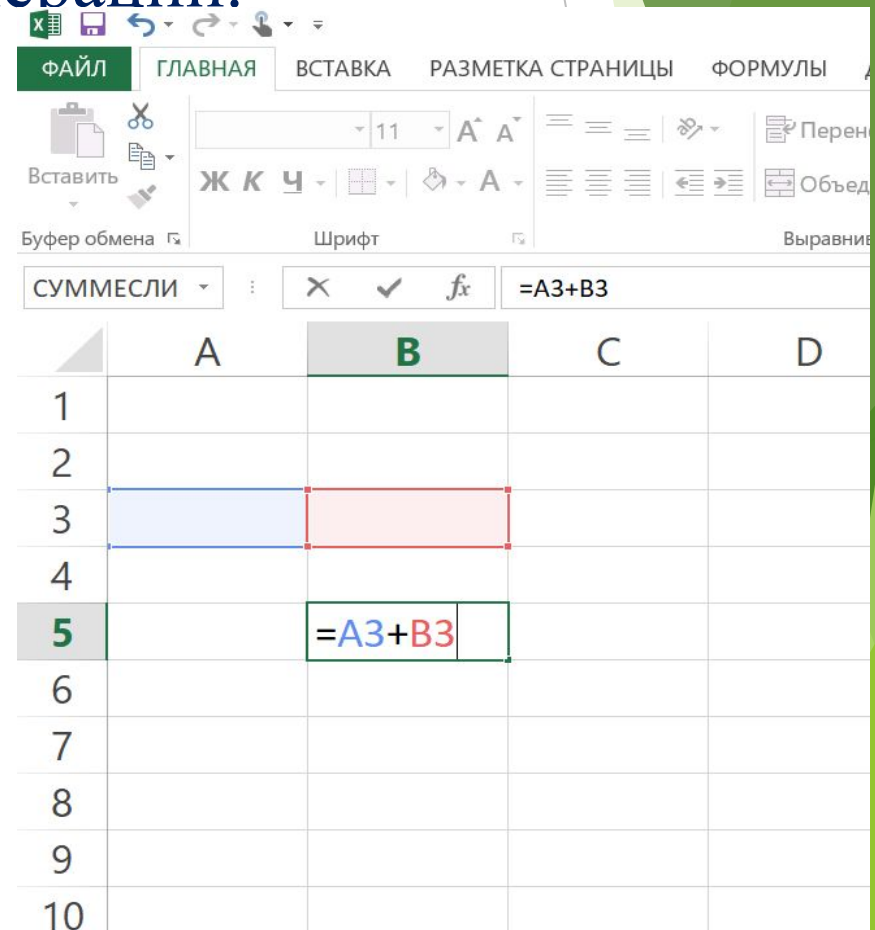 ФАЙЛ ГЛАВНАЯ ВСТАВКА РАЗМЕТКА СТРАНИЦЫ ФОРМУЛЫ
11 A A
Вставить Ж К Ч A
Буфер обмена Шрифт
СУММЕСЛИ fx =A3+B3
A B C D
1
2
3
4
5 =A3+B3
6
7
8
9
10